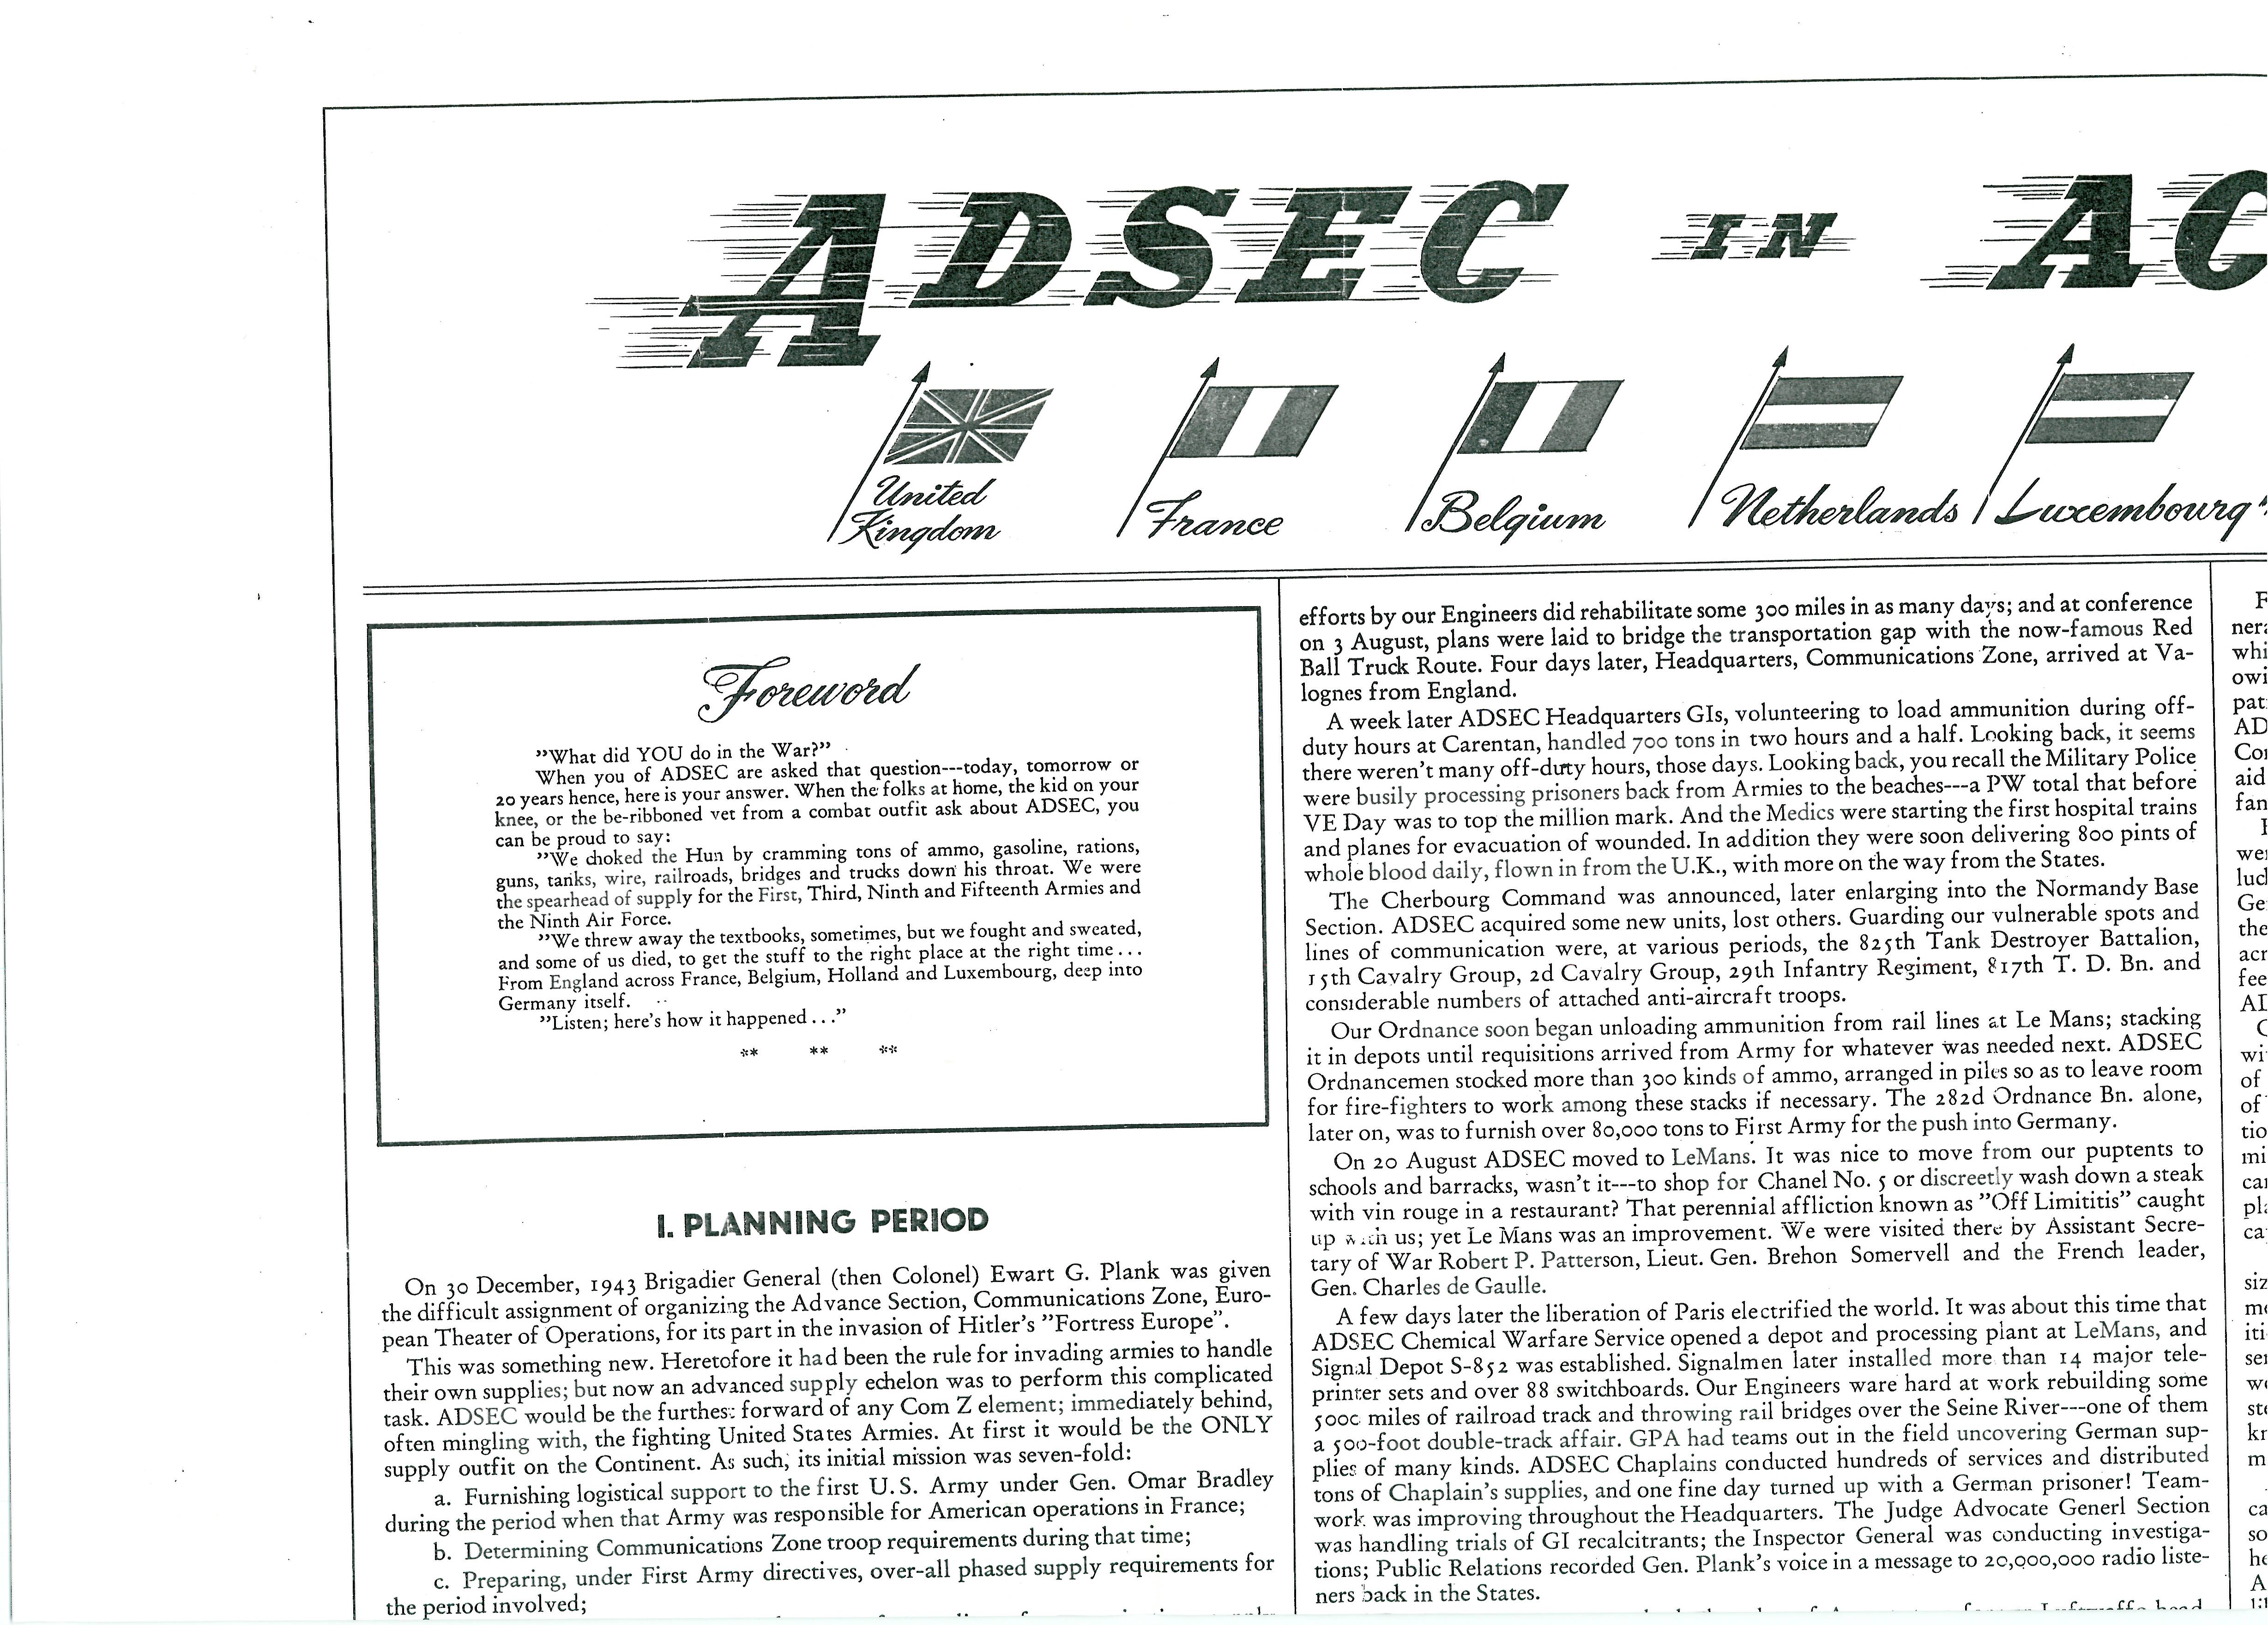 ADSEC IN AC
United
Kingdom
France
Belgium
Netherlands
Luxembourg
Foreword
"What did YOU do in the War?"
When you of ADSEC are asked that question---today, tomorrow or
20 years hence, here is your answer. When the folks at home, the kid on your
knee, or the be-ribboned vet from a combat outfit ask about ADSEC, you
can be proud to say:
"We choked the Hun by cramming tons of ammo, gasoline, rations,
guns, tanks, wire, railroads, bridges and trucks down his throat. We were
the spearhead of supply for the First, Third, Ninth and Fifteenth Armies and
the Ninth Air Force.
"We threw away the textbooks, sometimes, but we fought and sweated,
and some of us died, to get the stuff to the right place at the right time...
From England across France, Belgium, Holland and Luxembourg, deep into
Germany itself.
"Listen; here's how it happened..."
** ** **
I. PLANNING PERIOD
On 30 December, 1943 Brigadier General (then Colonel) Ewart G. Plank was given
the difficult assignment of organizing the Advance Section, Communications Zone, Euro-
pean Theater of Operations, for its part in the invasion of Hitler's "Fortress Europe".
This was something new. Heretofore it had been the rule for invading armies to handle
their own supplies; but now an advanced supply echelon was to perform this complicated
task. ADSEC would be the furthest forward of any Com Z element; immediately behind,
often mingling with, the fighting United States Armies. At first it would be the ONLY
supply outfit on the Continent. As such, its initial mission was seven-fold:
a. Furnishing logistical support to the first U.S. Army under Gen. Omar Bradley
during the period when that Army was responsible for American operations in France;
b. Determining Communications Zone troop requirements during that time;
c. Preparing, under First Army directives, over-all phased supply requirements for
the period involved;
efforts by our Engineers did rehabilitate some 300 miles in as many days; and at conference
on 3 August, plans were laid to bridge the transportation gap with the now-famous Red
Ball Truck Route. Four days later, Headquarters, Communications Zone, arrived at Va-
lognes from England.
A week later ADSEC Headquarters GIs, volunteering to load ammunition during off-
duty hours at Carentan, handled 700 tons in two hours and a half. Looking back, it seems
there weren't many off-duty hours, those days. Looking back, you recall the Military Police
were busily processing prisoners back from Armies to the beaches---a PW total that before
VE Day was to top the million mark. And the Medics were starting the first hospital trains
and planes for evacuation of wounded. In addition they were soon delivering 800 pints of
whole blood daily, flown in from the U.K., with more on the way from the States.
The Cherbourg Command was announced, later enlarging into the Normandy Base
Section. ADSEC acquired some new units, lost others. Guarding our vulnerable spots and
lines of communication were, at various periods, the 825th Tank Destroyer Battalion,
15th Cavalry Group, 2d Cavalry Group, 29th Infantry Regiment, 817th T. D. Bn. and
considerable numbers of attached anti-aircraft troops.
Our Ordnance soon began unloading ammunition from rail lines at Le Mans; stacking
it in depots until requisitions arrived from Army for whatever was needed next. ADSEC
Ordnancemen stocked more than 300 kinds of ammo, arranged in piles so as to leave room
for fire-fighters to work among these stacks if necessary. The 282d Ordnance Bn. alone,
later on, was to furnish over 80,000 tons to First Army for the push into Germany.
On 20 August ADSEC moved to LeMans. It was nice to move from our puptents to
schools and barracks, wasn't it---to shop for Chanel No. 5 or discreetly wash down a steak
with vin rouge in a restaurant? That perennial affliction known as "Off Limititis" caught
up with us; yet Le Mans was an improvement. We were visited there by Assistant Secre-
tary of War Robert P. Patterson, Lieut. Gen. Brehon Somervell and the French leader,
Gen. Charles de Gaulle.
A few days later the liberation of Paris electrified the world. It was about this time that
ADSEC Chemical Warfare Service opened a depot and processing plant at LeMans, and
Signal Depot S-852 was established. Signalmen later installed more than 14 major tele-
printer sets and over 88 switchboards. Our Engineers ware hard at work rebuilding some
5000 miles of railroad track and throwing rail bridges over the Seine River---one of them
a 500-foot double-track affair. GPA had teams out in the field uncovering German sup-
plies of many kinds. ADSEC Chaplains conducted hundreds of services and distributed
tons of Chaplain's supplies, and one fine day turned up with a German prisoner! Team-
work was improving throughout the Headquarters. The Judge Advocate Generl Section
was handling trials of GI recalcitrants; the Inspector General was conducting investiga-
tions; Public Relations recorded Gen. Plank's voice in a message to 20,000,000 radio liste-
ners back in the States.